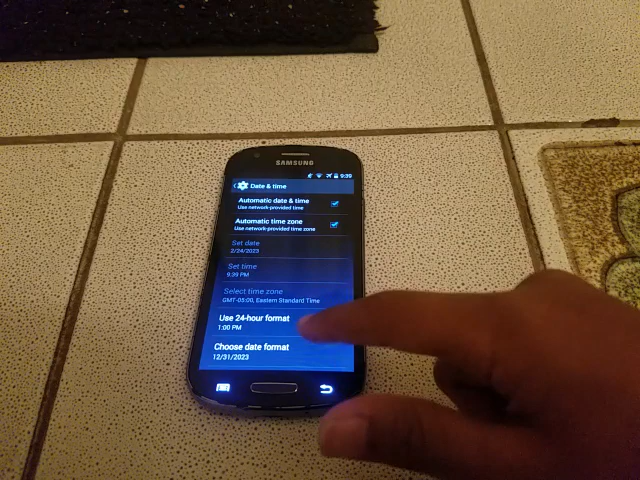 SAMSUNG
9:39
Date & time
Automatic date & time
Use network-provided time
Automatic time zone
Use network-provided time zone
Set date
2/24/2023
Set time
9:39 PM
Select time zone
GMT-05:00, Eastern Standard Time
Use 24-hour format
1:00 PM
Choose date format
12/31/2023